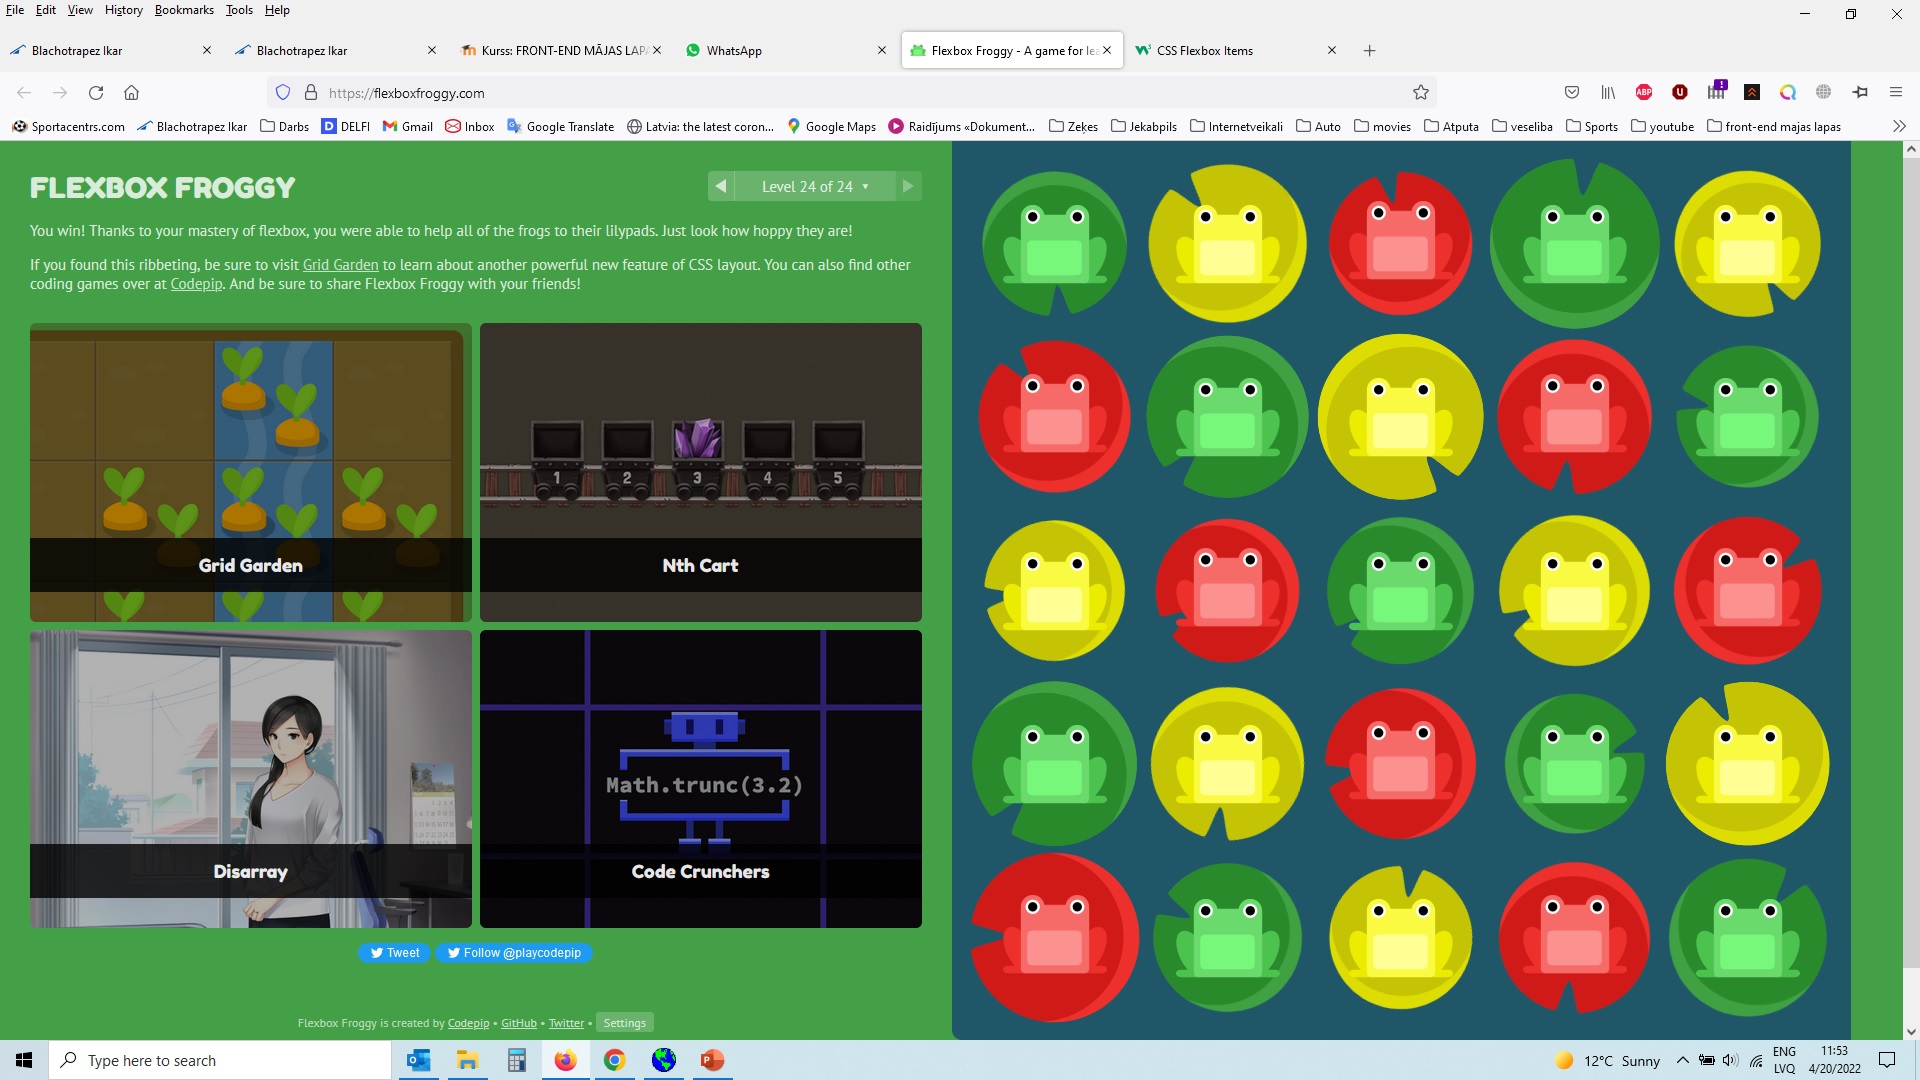 File Edit View History Bookmarks Tools Help
Blachotrapez Ikar
Blachotrapez Ikar
Kurss: FRONT-END MĀJAS LAP
WhatsApp
Flexbox Froggy - A game for lea
CSS Flexbox Items
https://flexboxfroggy.com
ABP
Sportacentrs.com Blachotrapez Ikar Darbs DELFI Gmail Inbox Google Translate Latvia: the latest coron... Google Maps Raidījums «Dokument... Zeķes Jekabpils Internetveikali Auto movies Atputa veseliba Sports youtube front-end majas lapas
FLEXBOX FROGGY
Level 24 of 24
You win! Thanks to your mastery of flexbox, you were able to help all of the frogs to their lilypads. Just look how hoppy they are!
If you found this ribbeting, be sure to visit Grid Garden to learn about another powerful new feature of CSS layout. You can also find other
coding games over at Codepip. And be sure to share Flexbox Froggy with your friends!
1 2 3 4 5
Grid Garden
Nth Cart
Math.trunc(3.2)
Disarray
Code Crunchers
Tweet
Follow @playcodepip
Flexbox Froggy is created by Codepip • GitHub • Twitter • Settings
Type here to search
12°C Sunny
ENG
LVQ
11:53
4/20/2022